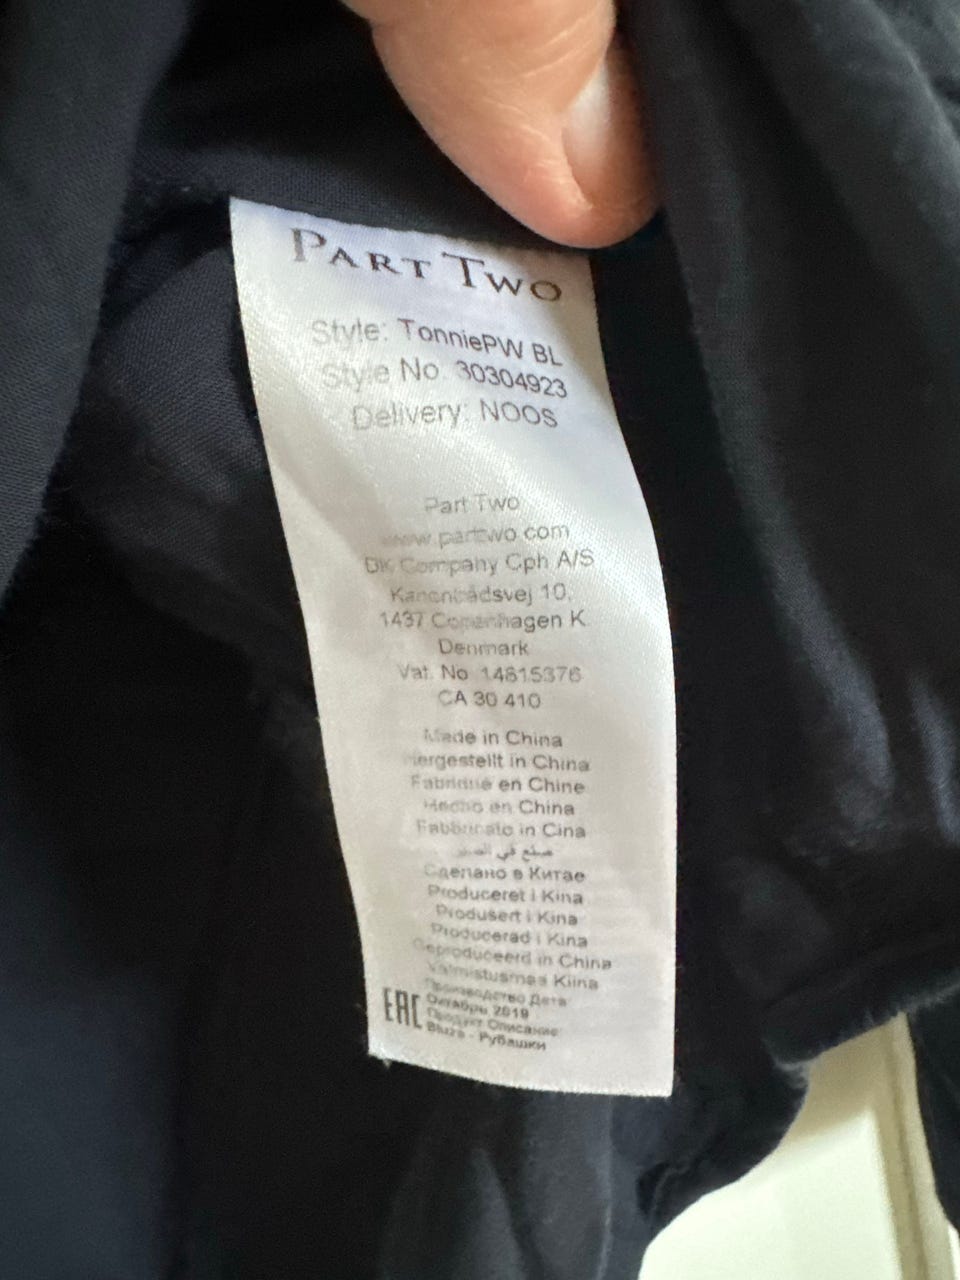 PART TWO
Style: TonniePW BL
Style No 30304923
Delivery: NOOS
Part Two
www.parttwo.com
DK Company Cph A/S
Kanonbådsvej 10,
1437 Copenhagen K.
Denmark
Vat. No 14815376
CA 30 410
Made in China
Hergestellt in China
Fabriqué en Chine
Hecho en China
Fabbricato in Cina
صنع في الصين
Сделано в Китае
Produceret i Kina
Produsert i Kina
Producerad i Kina
Geproduceerd in China
Valmistusmaa Kiina
Производство Дата:
EAC Октябрь 2019
Продукт Описание:
Bluza - Рубашки